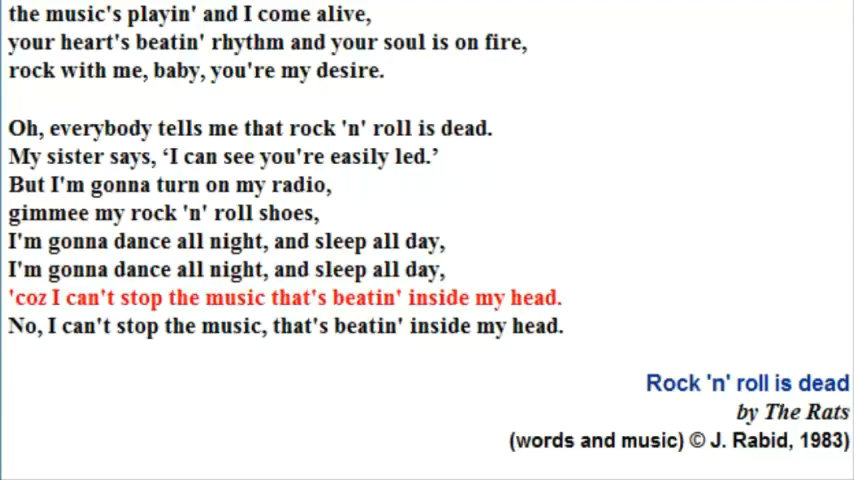 the music's playin' and I come alive,
your heart's beatin' rhythm and your soul is on fire,
rock with me, baby, you're my desire.
Oh, everybody tells me that rock 'n' roll is dead.
My sister says, ‘I can see you're easily led.’
But I'm gonna turn on my radio,
gimmee my rock 'n' roll shoes,
I'm gonna dance all night, and sleep all day,
I'm gonna dance all night, and sleep all day,
'coz I can't stop the music that's beatin' inside my head.
No, I can't stop the music, that's beatin' inside my head.
Rock 'n' roll is dead
by The Rats
(words and music) © J. Rabid, 1983)